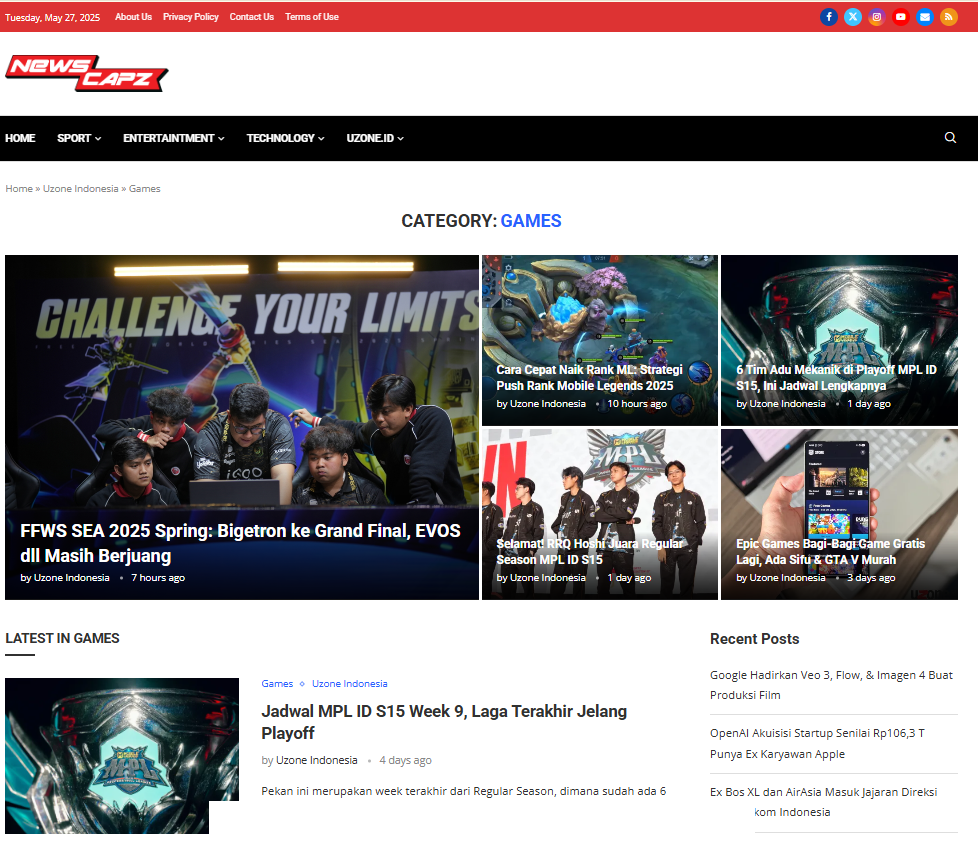 Tuesday, May 27, 2025
About Us
Privacy Policy
Contact Us
Terms of Use
NEWS
CAPZ
HOME
SPORT
ENTERTAINTMENT
TECHNOLOGY
UZONE.ID
Home » Uzone Indonesia » Games
CATEGORY: GAMES
CHALLENGE YOUR LIMITS
iQOO
FFWS SEA 2025 Spring: Bigetron ke Grand Final, EVOS
dll Masih Berjuang
by Uzone Indonesia • 7 hours ago
Cara Cepat Naik Rank ML: Strategi
Push Rank Mobile Legends 2025
by Uzone Indonesia • 10 hours ago
MPL
6 Tim Adu Mekanik di Playoff MPL ID
S15, Ini Jadwal Lengkapnya
by Uzone Indonesia • 1 day ago
MPL
Selamat! RRQ Hoshi Juara Regular
Season MPL ID S15
by Uzone Indonesia • 1 day ago
Epic Games Bagi-Bagi Game Gratis
Lagi, Ada Sifu & GTA V Murah
by Uzone Indonesia • 3 days ago
LATEST IN GAMES
MPL
Games ◇ Uzone Indonesia
Jadwal MPL ID S15 Week 9, Laga Terakhir Jelang
Playoff
by Uzone Indonesia • 4 days ago
Pekan ini merupakan week terakhir dari Regular Season, dimana sudah ada 6
Recent Posts
Google Hadirkan Veo 3, Flow, & Imagen 4 Buat
Produksi Film
OpenAI Akuisisi Startup Senilai Rp106,3 T
Punya Ex Karyawan Apple
Ex Bos XL dan AirAsia Masuk Jajaran Direksi
kom Indonesia